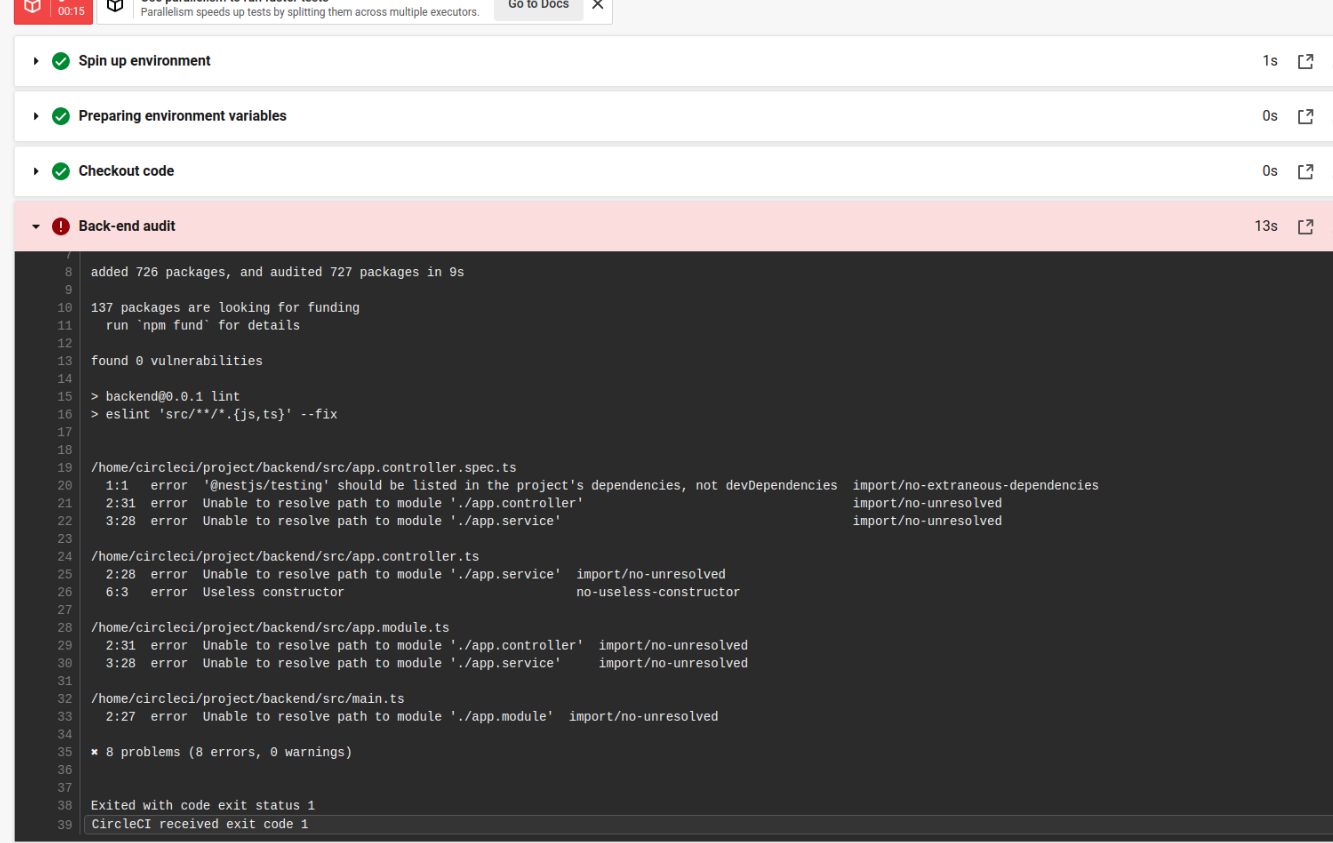 00:15
Use parallelism to run faster tests
Parallelism speeds up tests by splitting them across multiple executors.
Go to Docs
Spin up environment 1s
Preparing environment variables 0s
Checkout code 0s
Back-end audit 13s
7
8 added 726 packages, and audited 727 packages in 9s
9
10 137 packages are looking for funding
11 run `npm fund` for details
12
13 found 0 vulnerabilities
14
15 > backend@0.0.1 lint
16 > eslint 'src/**/*.{js,ts}' --fix
17
18
19 /home/circleci/project/backend/src/app.controller.spec.ts
20 1:1 error '@nestjs/testing' should be listed in the project's dependencies, not devDependencies import/no-extraneous-dependencies
21 2:31 error Unable to resolve path to module './app.controller' import/no-unresolved
22 3:28 error Unable to resolve path to module './app.service' import/no-unresolved
23
24 /home/circleci/project/backend/src/app.controller.ts
25 2:28 error Unable to resolve path to module './app.service' import/no-unresolved
26 6:3 error Useless constructor no-useless-constructor
27
28 /home/circleci/project/backend/src/app.module.ts
29 2:31 error Unable to resolve path to module './app.controller' import/no-unresolved
30 3:28 error Unable to resolve path to module './app.service' import/no-unresolved
31
32 /home/circleci/project/backend/src/main.ts
33 2:27 error Unable to resolve path to module './app.module' import/no-unresolved
34
35 ✖ 8 problems (8 errors, 0 warnings)
36
37
38 Exited with code exit status 1
39 CircleCI received exit code 1